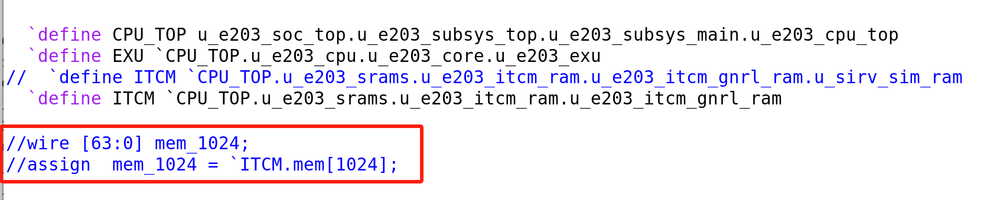 `define CPU_TOP u_e203_soc_top.u_e203_subsys_top.u_e203_subsys_main.u_e203_cpu_top
`define EXU `CPU_TOP.u_e203_cpu.u_e203_core.u_e203_exu
//  `define ITCM `CPU_TOP.u_e203_srams.u_e203_itcm_ram.u_e203_itcm_gnrl_ram.u_sirv_sim_ram
`define ITCM `CPU_TOP.u_e203_srams.u_e203_itcm_ram.u_e203_itcm_gnrl_ram
//wire [63:0] mem_1024;
//assign  mem_1024 = `ITCM.mem[1024];